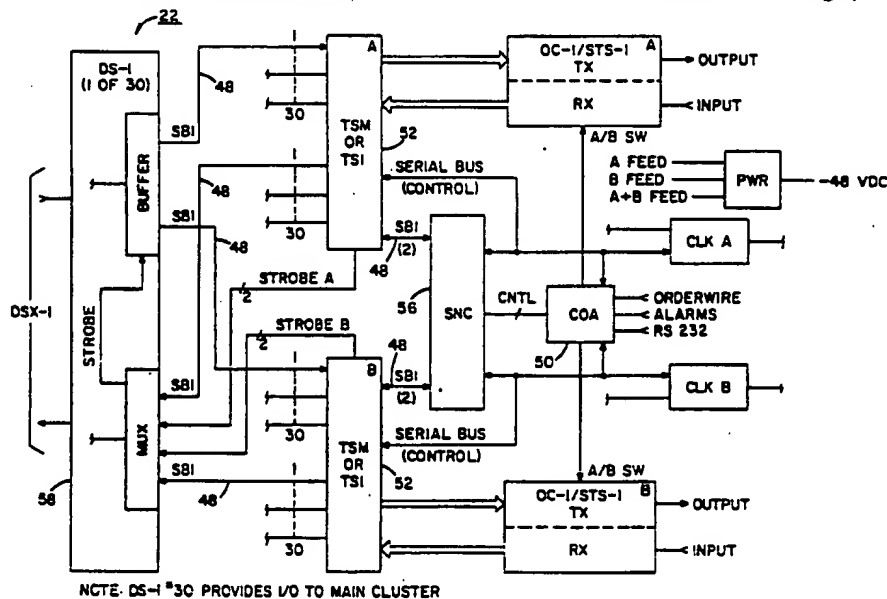 22
DS-1
(1 OF 30)
BUFFER
SBI
48
STROBE
MUX
DSX-1
58
SBI
48
SBI
SBI
48
48
30
30
A
TSM
OR
TSI
52
STROBE A
2
STROBE B
2
SERIAL BUS
(CONTROL)
SBI
(2)
48
56
SNC
CNTL
48
SBI
(2)
SERIAL BUS
(CONTROL)
B
TSM
OR
TSI
52
30
30
OC-1/STS-1
A
TX
RX
OUTPUT
INPUT
A/B SW
A FEED
B FEED
A+B FEED
PWR
-48 VDC
CLK A
COA
50
ORDERWIRE
ALARMS
RS 232
CLK B
A/B SW
OC-1/STS-1
B
TX
RX
OUTPUT
INPUT
NOTE: DS-1 #30 PROVIDES I/O TO MAIN CLUSTER